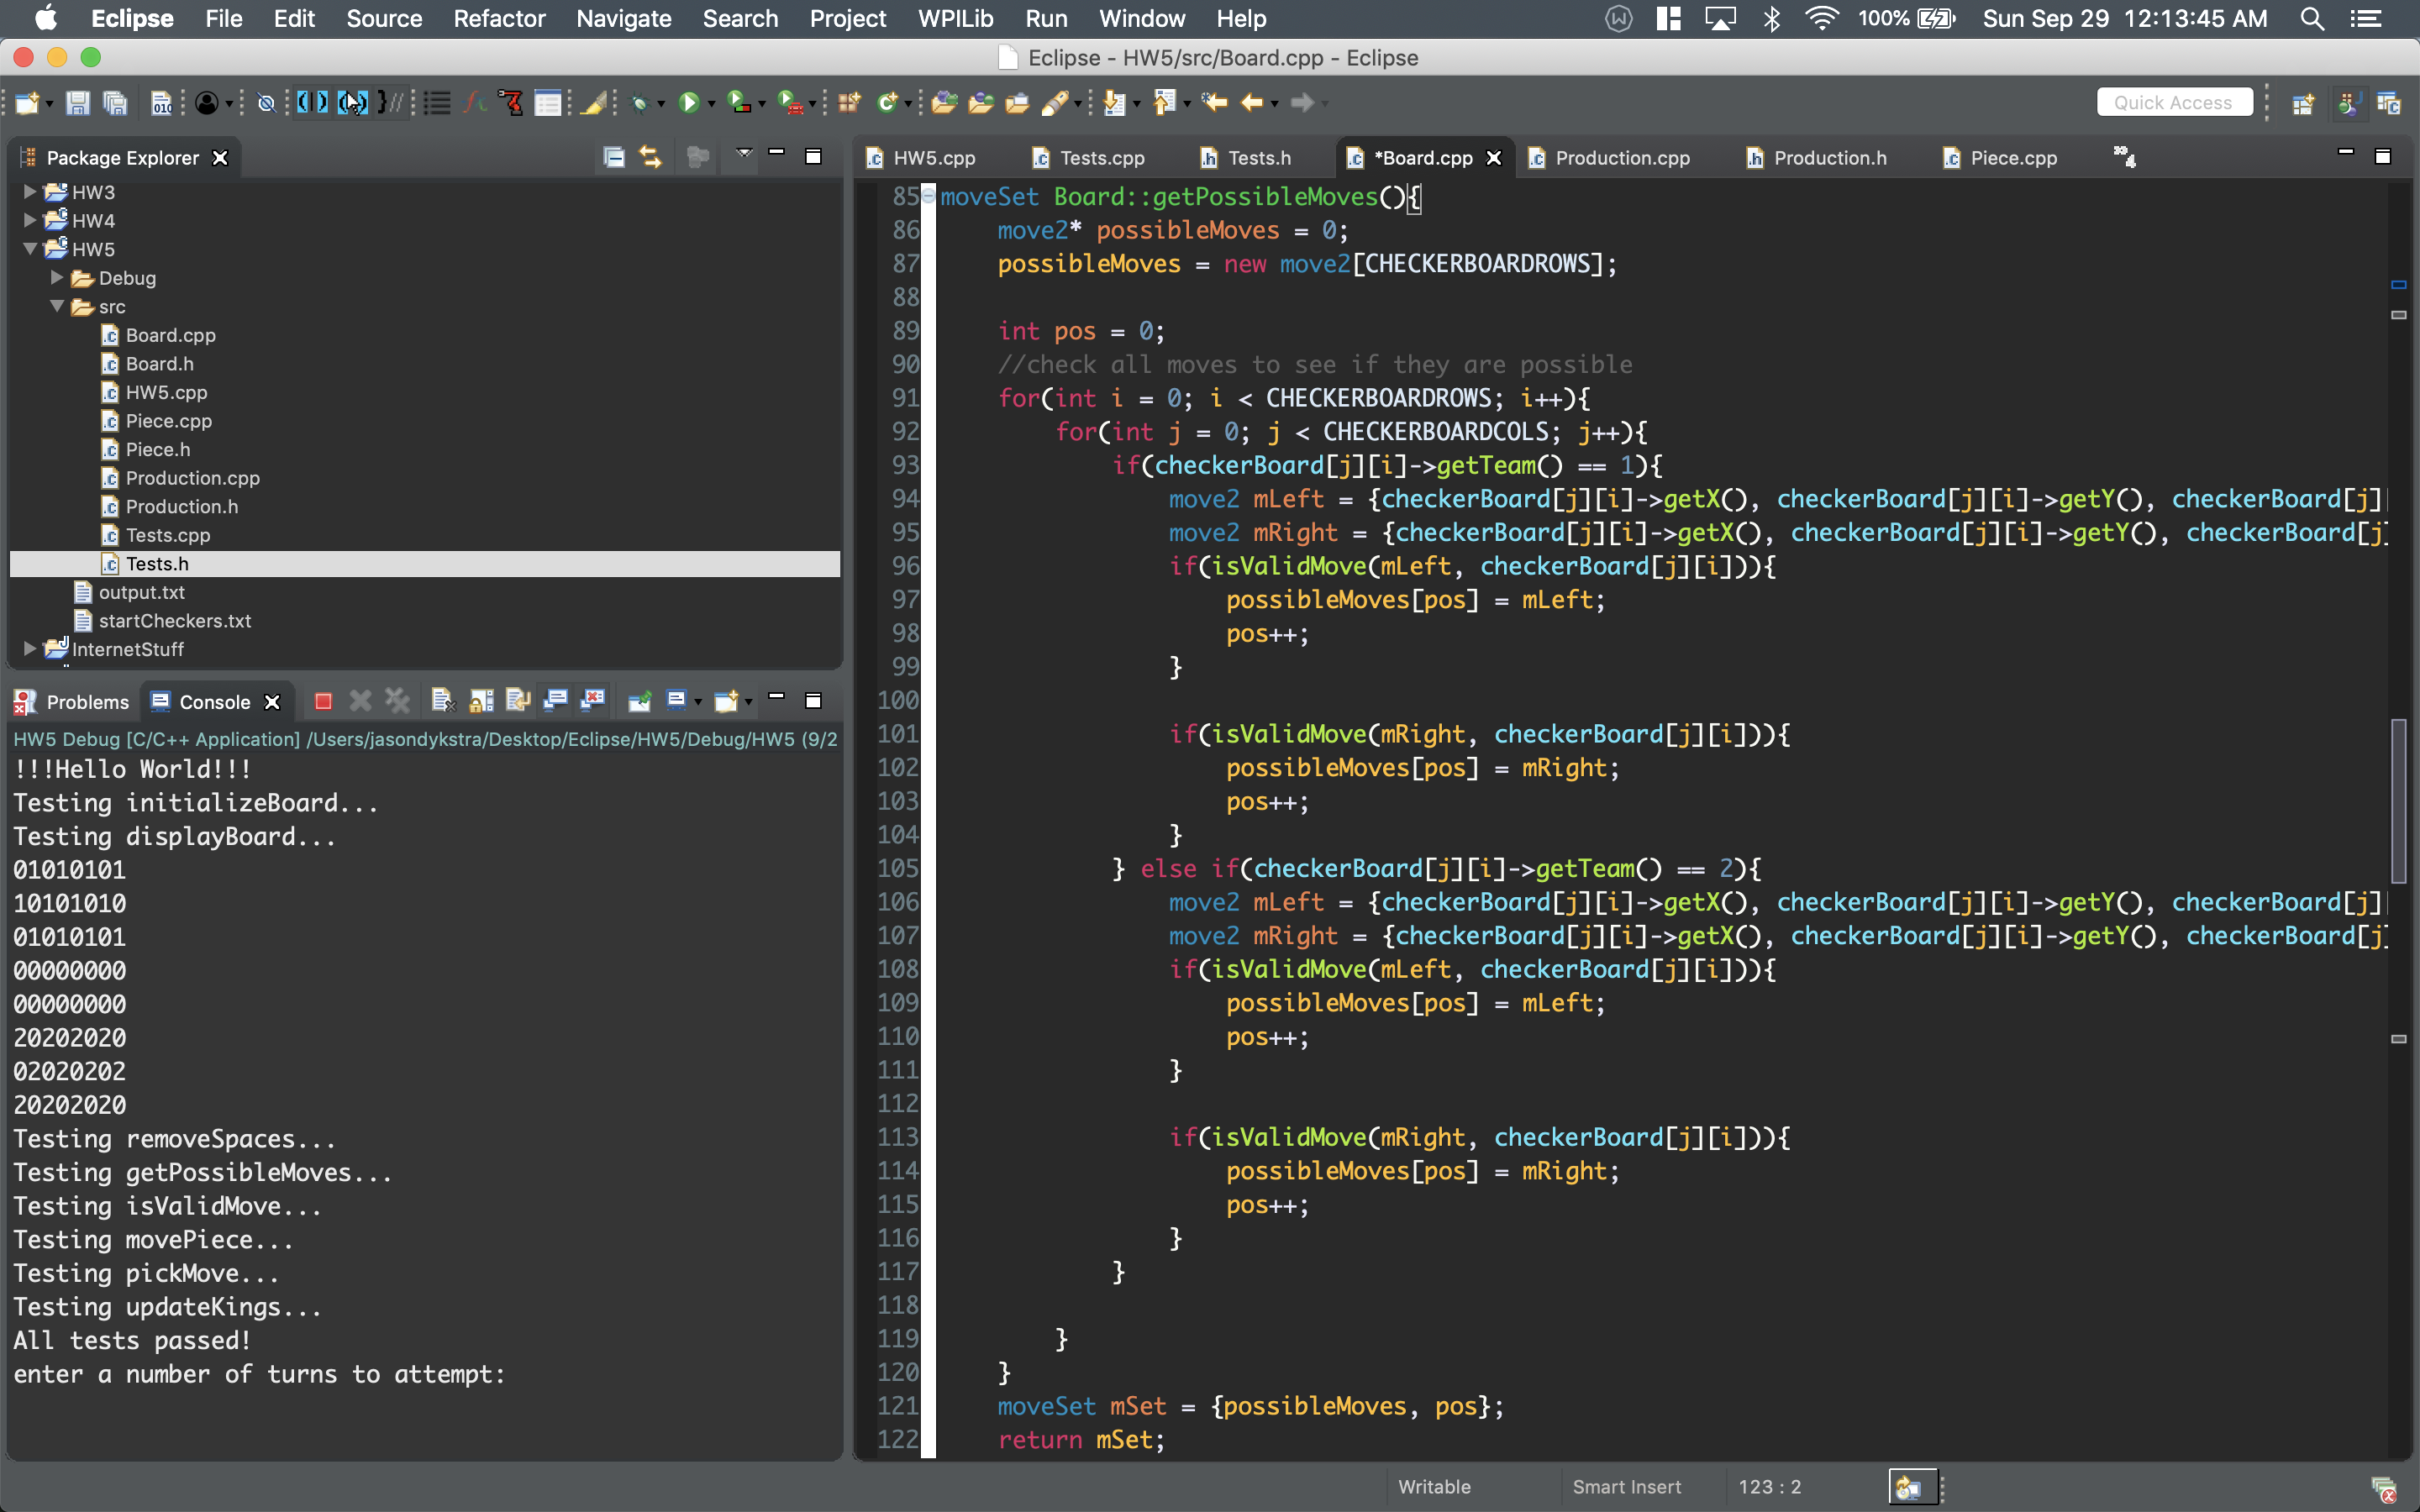 Eclipse File Edit Source Refactor Navigate Search Project WPILib Run Window Help 100% Sun Sep 29 12:13:45 AM
Eclipse - HW5/src/Board.cpp - Eclipse
Quick Access
Package Explorer
HW3
HW4
HW5
Debug
src
Board.cpp
Board.h
HW5.cpp
Piece.cpp
Piece.h
Production.cpp
Production.h
Tests.cpp
Tests.h
output.txt
startCheckers.txt
InternetStuff
Problems Console
HW5 Debug [C/C++ Application] /Users/jasondykstra/Desktop/Eclipse/HW5/Debug/HW5 (9/2
!!!Hello World!!!
Testing initializeBoard...
Testing displayBoard...
01010101
10101010
01010101
00000000
00000000
20202020
02020202
20202020
Testing removeSpaces...
Testing getPossibleMoves...
Testing isValidMove...
Testing movePiece...
Testing pickMove...
Testing updateKings...
All tests passed!
enter a number of turns to attempt:
HW5.cpp Tests.cpp Tests.h *Board.cpp Production.cpp Production.h Piece.cpp 4
85 moveSet Board::getPossibleMoves(){
86 move2* possibleMoves = 0;
87 possibleMoves = new move2[CHECKERBOARDROWS];
88
89 int pos = 0;
90 //check all moves to see if they are possible
91 for(int i = 0; i < CHECKERBOARDROWS; i++){
92 for(int j = 0; j < CHECKERBOARDCOLS; j++){
93 if(checkerBoard[j][i]->getTeam() == 1){
94 move2 mLeft = {checkerBoard[j][i]->getX(), checkerBoard[j][i]->getY(), checkerBoard[j]
95 move2 mRight = {checkerBoard[j][i]->getX(), checkerBoard[j][i]->getY(), checkerBoard[j]
96 if(isValidMove(mLeft, checkerBoard[j][i])){
97 possibleMoves[pos] = mLeft;
98 pos++;
99 }
100
101 if(isValidMove(mRight, checkerBoard[j][i])){
102 possibleMoves[pos] = mRight;
103 pos++;
104 }
105 } else if(checkerBoard[j][i]->getTeam() == 2){
106 move2 mLeft = {checkerBoard[j][i]->getX(), checkerBoard[j][i]->getY(), checkerBoard[j]
107 move2 mRight = {checkerBoard[j][i]->getX(), checkerBoard[j][i]->getY(), checkerBoard[j]
108 if(isValidMove(mLeft, checkerBoard[j][i])){
109 possibleMoves[pos] = mLeft;
110 pos++;
111 }
112
113 if(isValidMove(mRight, checkerBoard[j][i])){
114 possibleMoves[pos] = mRight;
115 pos++;
116 }
117 }
118
119 }
120 }
121 moveSet mSet = {possibleMoves, pos};
122 return mSet;
Writable Smart Insert 123 : 2